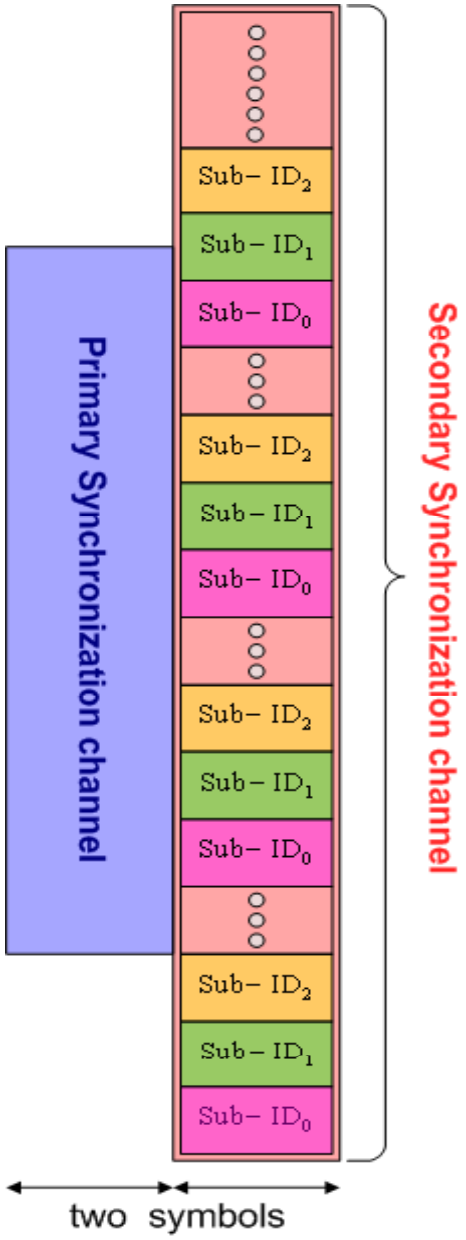 Sub- ID2
Sub- ID1
Sub- ID0
Sub- ID2
Sub- ID1
Sub- ID0
Sub- ID2
Sub- ID1
Sub- ID0
Sub- ID2
Sub- ID1
Sub- ID0
Primary Synchronization channel
Secondary Synchronization channel
two symbols